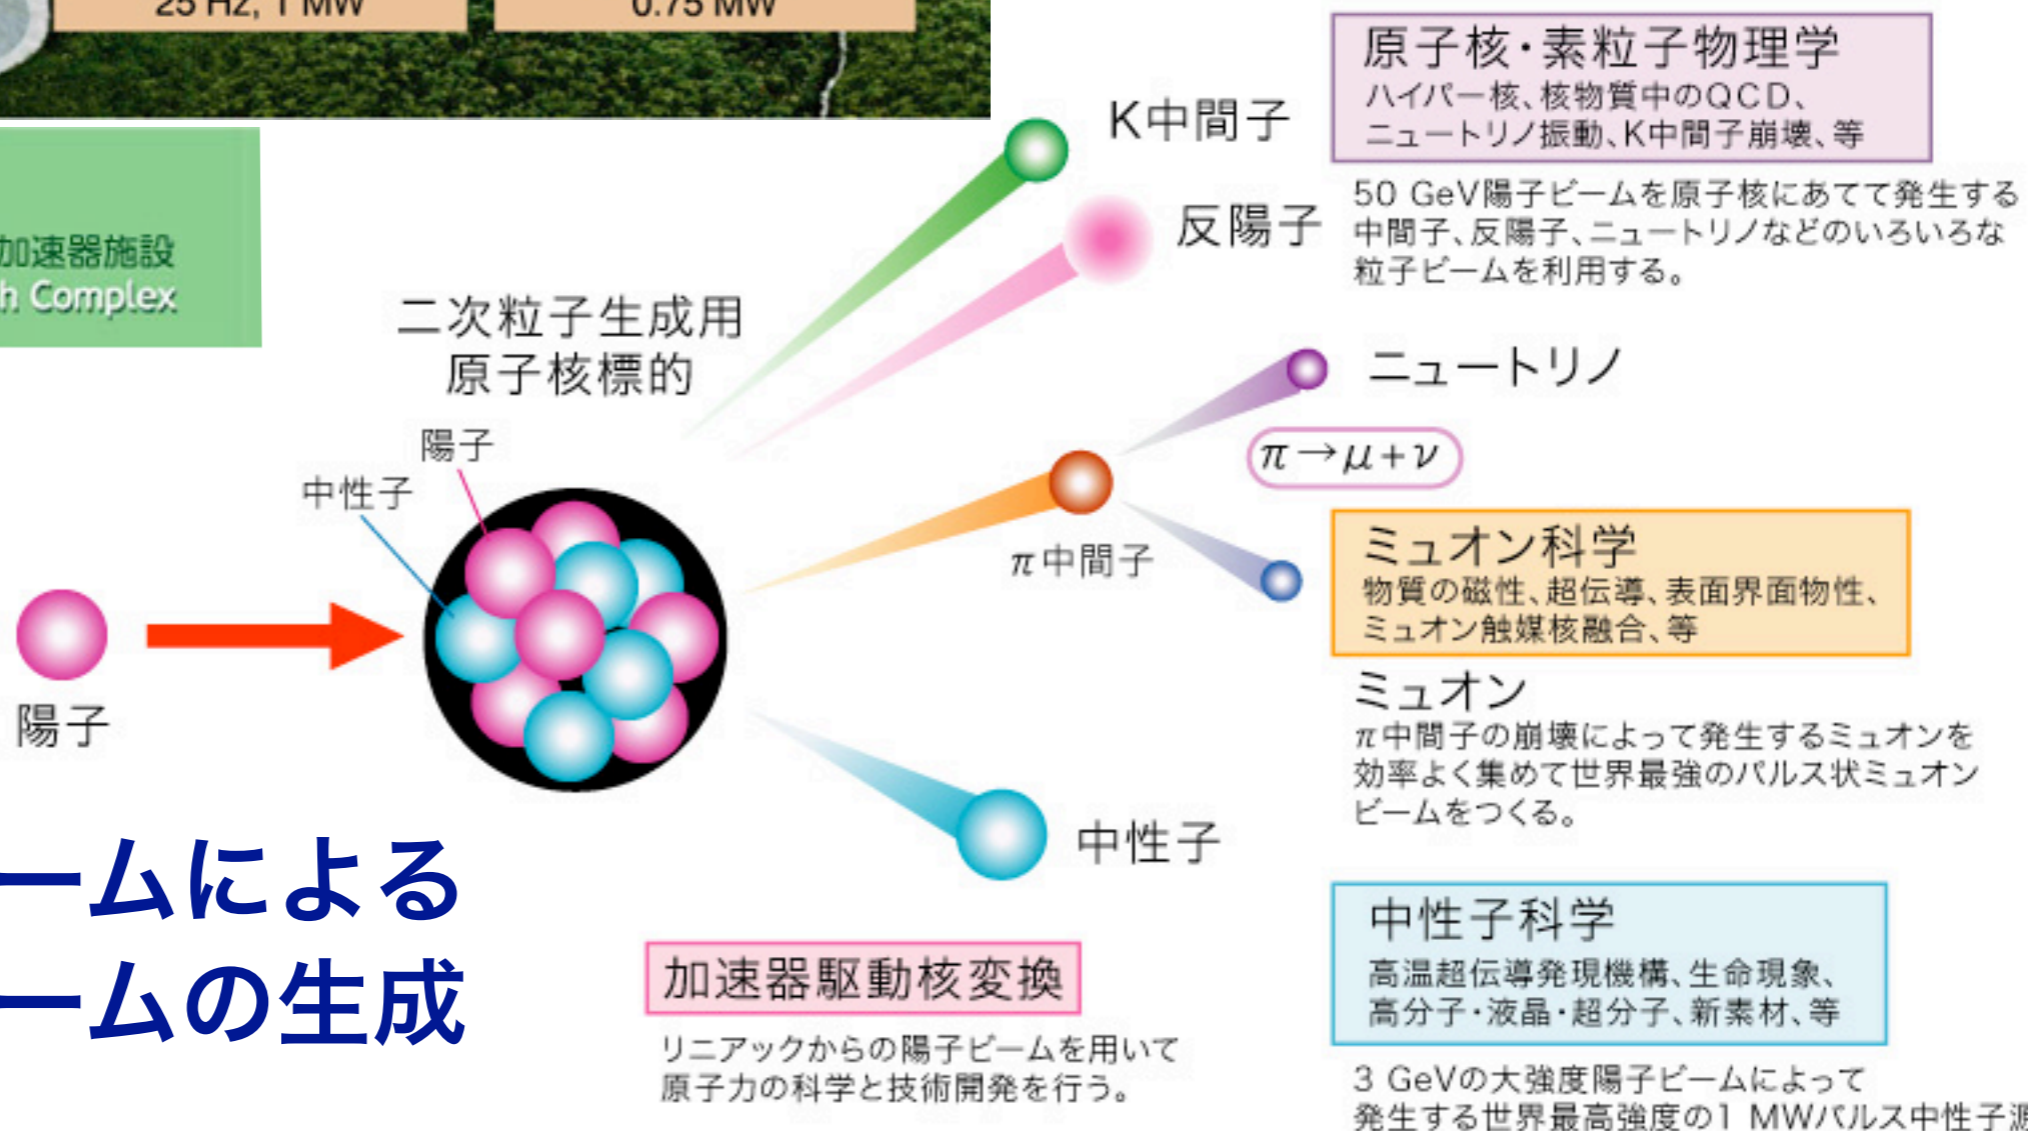 25 Hz, 1 MW
0.75 MW
加速器施設
h Complex
二次粒子生成用
原子核標的
陽子
中性子
陽子
K中間子
反陽子
ニュートリノ
π→μ+ν
π中間子
中性子
原子核・素粒子物理学
ハイパー核、核物質中のQCD、
ニュートリノ振動、K中間子崩壊、等
50 GeV陽子ビームを原子核にあてて発生する
中間子、反陽子、ニュートリノなどのいろいろな
粒子ビームを利用する。
ミュオン科学
物質の磁性、超伝導、表面界面物性、
ミュオン触媒核融合、等
ミュオン
π中間子の崩壊によって発生するミュオンを
効率よく集めて世界最強のパルス状ミュオン
ビームをつくる。
中性子科学
高温超伝導発現機構、生命現象、
高分子・液晶・超分子、新素材、等
3 GeVの大強度陽子ビームによって
発生する世界最高強度の1 MWパルス中性子源
ームによる
ームの生成
加速器駆動核変換
リニアックからの陽子ビームを用いて
原子力の科学と技術開発を行う。